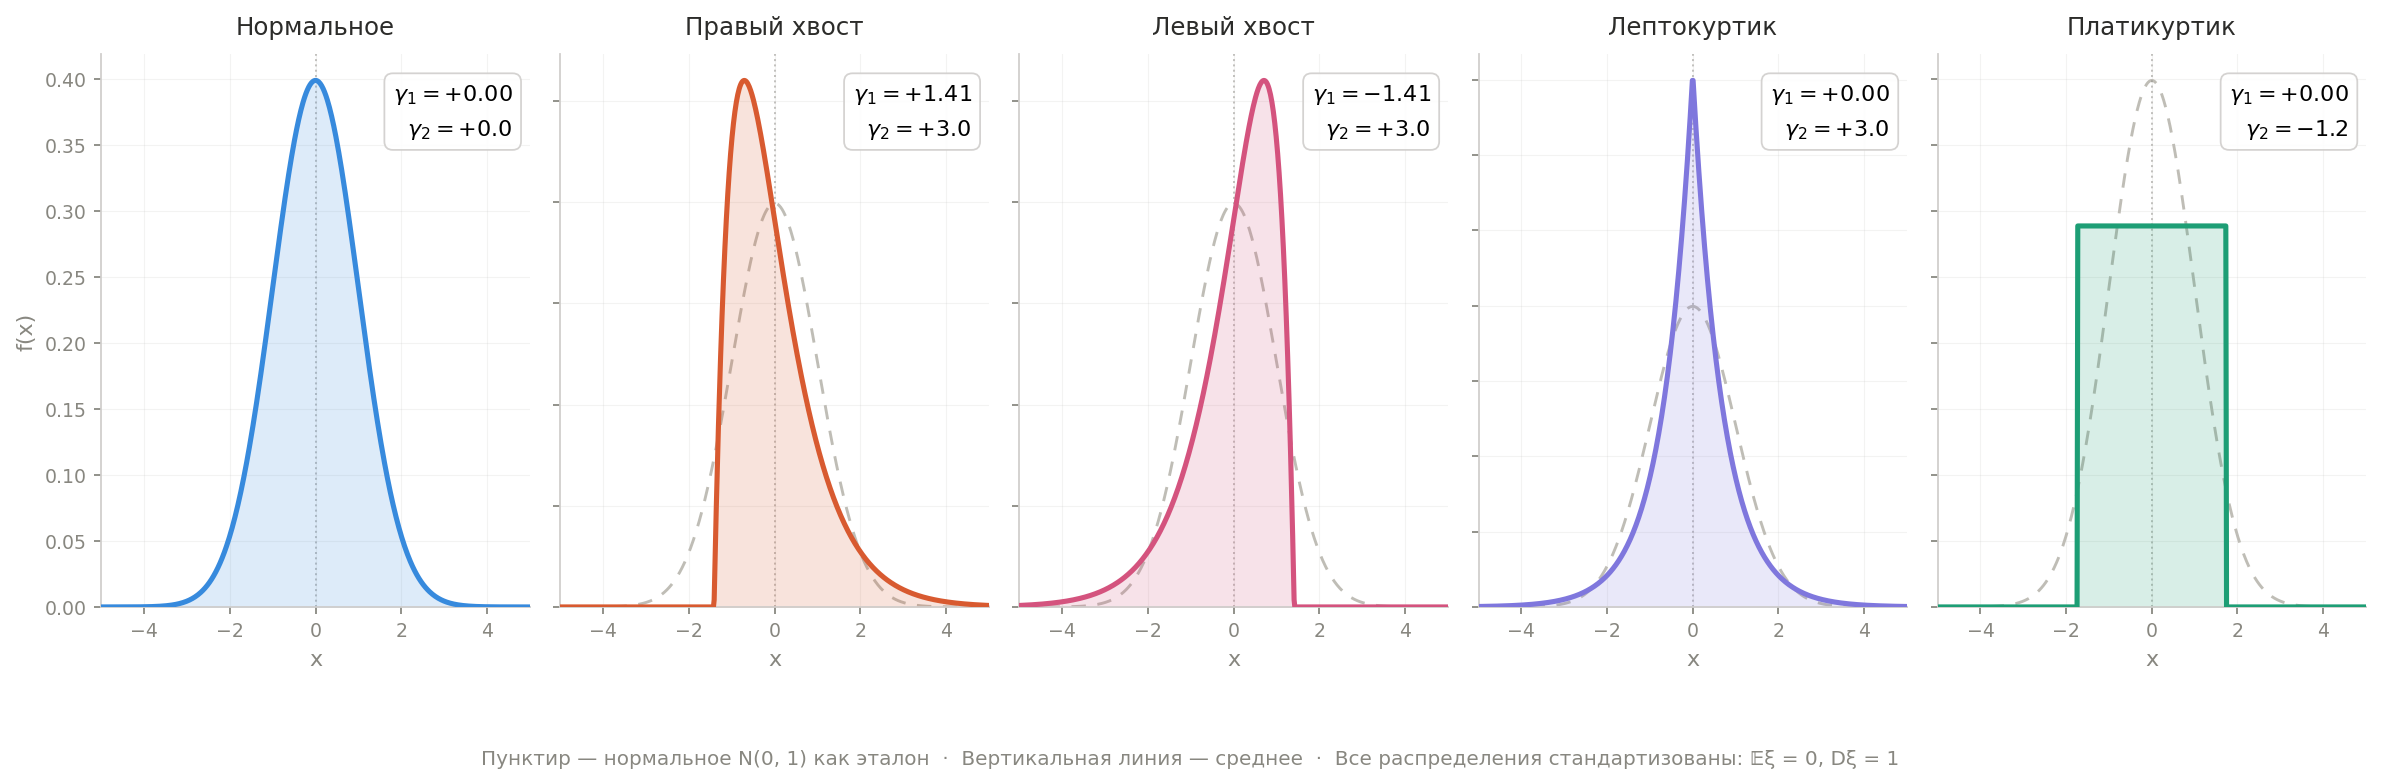 Нормальное
Правый хвост
Левый хвост
Лептокуртик
Платикуртик
γ₁ = +0.00
γ₂ = +0.0
γ₁ = +1.41
γ₂ = +3.0
γ₁ = −1.41
γ₂ = +3.0
γ₁ = +0.00
γ₂ = +3.0
γ₁ = +0.00
γ₂ = −1.2
f(x)
0.40
0.35
0.30
0.25
0.20
0.15
0.10
0.05
0.00
−4 −2 0 2 4
−4 −2 0 2 4
−4 −2 0 2 4
−4 −2 0 2 4
−4 −2 0 2 4
x
x
x
x
x
Пунктир — нормальное N(0, 1) как эталон · Вертикальная линия — среднее · Все распределения стандартизованы: 𝔼ξ = 0, Dξ = 1